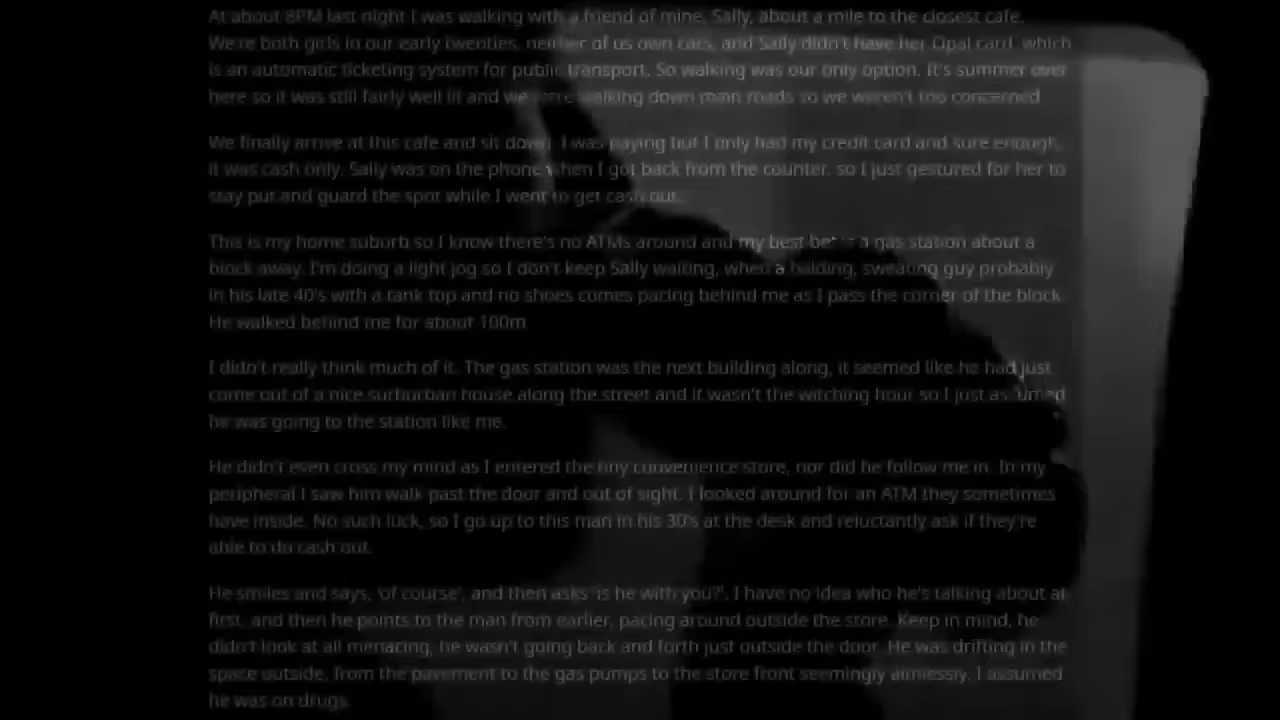 At about 8PM last night I was walking with a friend of mine, Sally, about a mile to the closest cafe.
We're both girls in our early twenties, neither of us own cars, and Sally didn't have her Opal card, which
is an automatic ticketing system for public transport. So walking was our only option. It's summer over
here so it was still fairly well lit and we were walking down main roads so we weren't too concerned
We finally arrive at this cafe and sit down. I was paying but I only had my credit card and sure enough,
it was cash only. Sally was on the phone when I got back from the counter, so I just gestured for her to
stay put and guard the spot while I went to get cash out.
This is my home suburb so I know there's no ATMs around and my best bet is a gas station about a
block away. I'm doing a light jog so I don't keep Sally waiting, when a balding, sweating guy probably
in his late 40's with a tank top and no shoes comes pacing behind me as I pass the corner of the block.
He walked behind me for about 100m.
I didn't really think much of it. The gas station was the next building along, it seemed like he had just
come out of a nice surburban house along the street and it wasn't the witching hour so I just assumed
he was going to the station like me.
He didn't even cross my mind as I entered the tiny convenience store, nor did he follow me in. In my
peripheral I saw him walk past the door and out of sight. I looked around for an ATM they sometimes
have inside. No such luck, so I go up to this man in his 30's at the desk and reluctantly ask if they're
able to do cash out.
He smiles and says, 'of course', and then asks 'is he with you?'. I have no idea who he's talking about at
first, and then he points to the man from earlier, pacing around outside the store. Keep in mind, he
didn't look at all menacing, he wasn't going back and forth just outside the door. He was drifting in the
space outside, from the pavement to the gas pumps to the store front seemingly aimlessly. I assumed
he was on drugs.